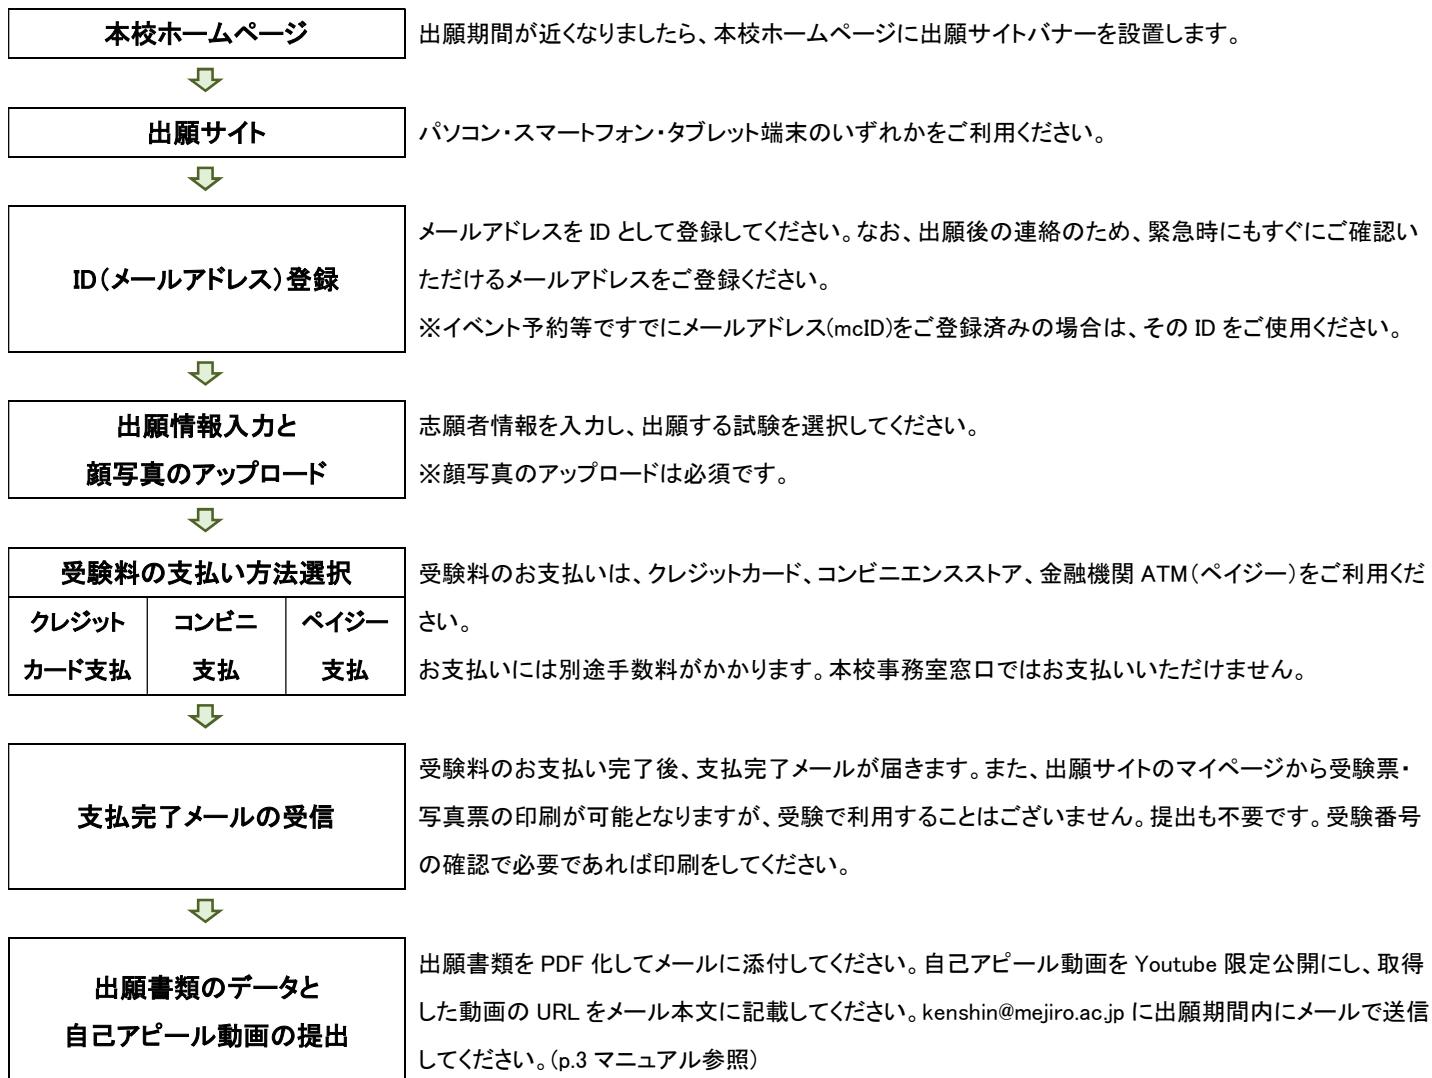 本校ホームページ
出願期間が近くなりましたら、本校ホームページに出願サイトバナーを設置します。
出願サイト
パソコン・スマートフォン・タブレット端末のいずれかをご利用ください。
ID(メールアドレス)登録
メールアドレスを ID として登録してください。なお、出願後の連絡のため、緊急時にもすぐにご確認い
ただけるメールアドレスをご登録ください。
※イベント予約等ですでにメールアドレス(mcID)をご登録済みの場合は、その ID をご使用ください。
出願情報入力と
顔写真のアップロード
志願者情報を入力し、出願する試験を選択してください。
※顔写真のアップロードは必須です。
受験料の支払い方法選択
クレジット
カード支払
コンビニ
支払
ペイジー
支払
受験料のお支払いは、クレジットカード、コンビニエンスストア、金融機関 ATM(ペイジー)をご利用くだ
さい。
お支払いには別途手数料がかかります。本校事務室窓口ではお支払いいただけません。
支払完了メールの受信
受験料のお支払い完了後、支払完了メールが届きます。また、出願サイトのマイページから受験票・
写真票の印刷が可能となりますが、受験で利用することはございません。提出も不要です。受験番号
の確認で必要であれば印刷をしてください。
出願書類のデータと
自己アピール動画の提出
出願書類を PDF 化してメールに添付してください。自己アピール動画を Youtube 限定公開にし、取得
した動画の URL をメール本文に記載してください。kenshin@mejiro.ac.jp に出願期間内にメールで送信
してください。(p.3 マニュアル参照)